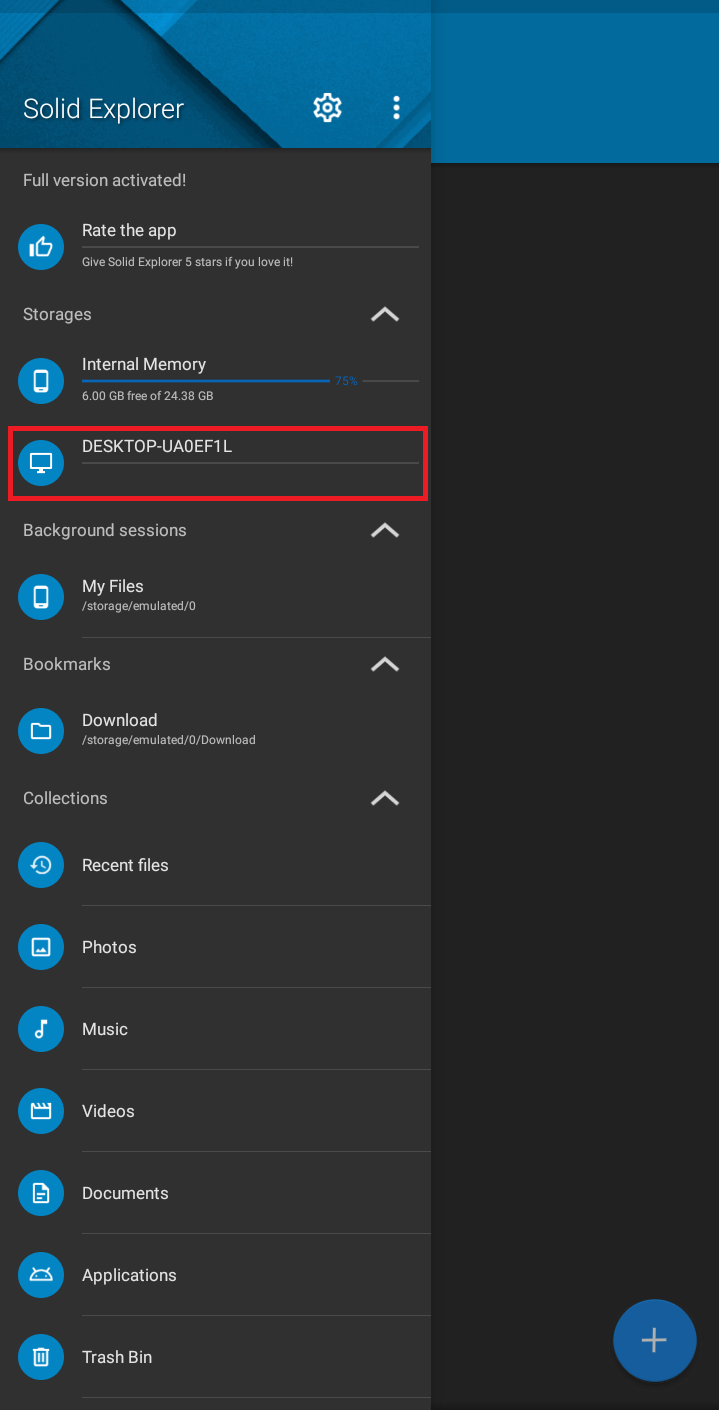 Solid Explorer
Full version activated!
Rate the app
Give Solid Explorer 5 stars if you love it!
Storages
Internal Memory
75%
6.00 GB free of 24.38 GB
DESKTOP-UA0EF1L
Background sessions
My Files
/storage/emulated/0
Bookmarks
Download
/storage/emulated/0/Download
Collections
Recent files
Photos
Music
Videos
Documents
Applications
Trash Bin